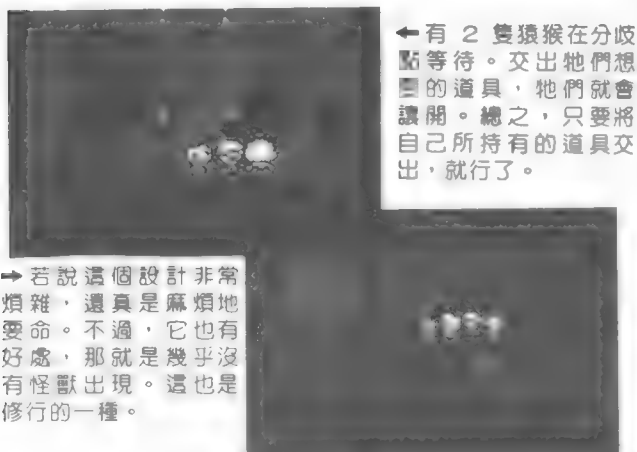 ←有 2 隻猿猴在分歧
點等待。交出牠們想
要的道具,牠們就會
讓開。總之,只要將
自己所持有的道具交
出,就行了。
→若說這個設計非常
煩雜,還真是麻煩地
要命。不過,它也有
好處,那就是幾乎沒
有怪獸出現。這也是
修行的一種。